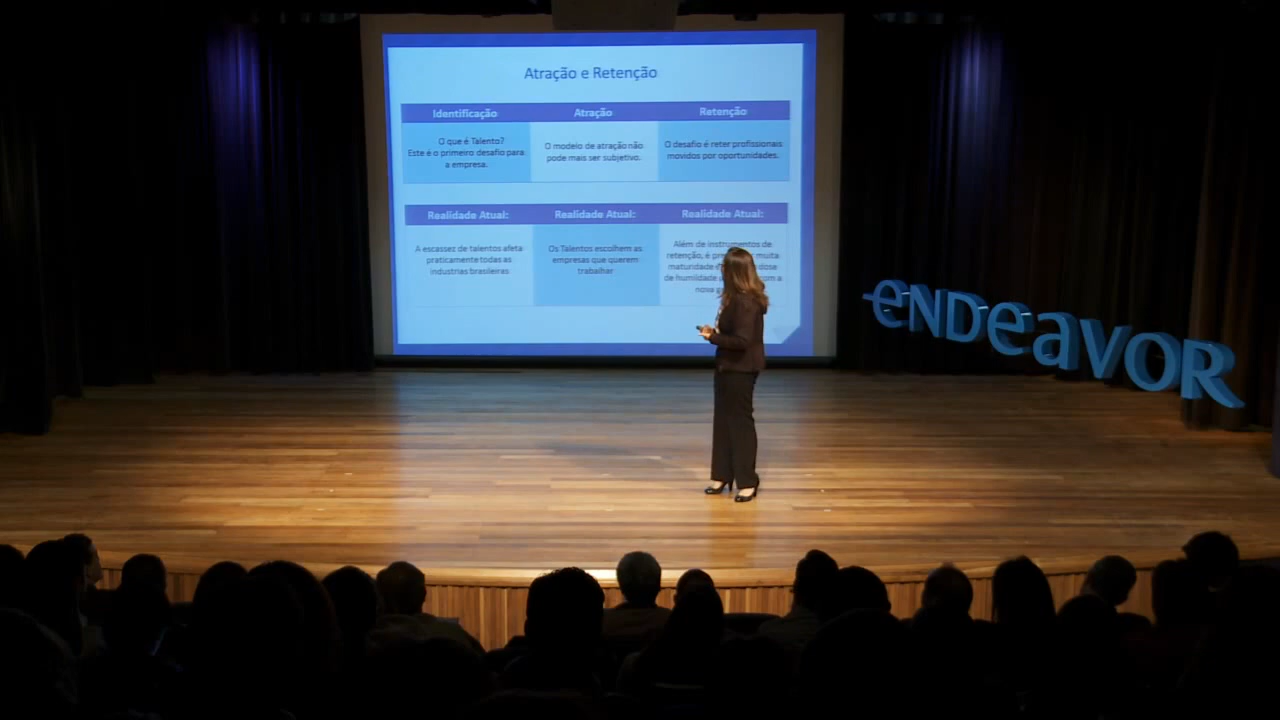 Atração e Retenção
Identificação
Atração
Retenção
O que é Talento?
Este é o primeiro desafio para
a empresa.
O modelo de atração não
pode mais ser subjetivo.
O desafio é reter profissionais
movidos por oportunidades.
Realidade Atual:
Realidade Atual:
Realidade Atual:
A escassez de talentos afeta
praticamente todas as
industrias brasileiras
Os Talentos escolhem as
empresas que querem
trabalhar
Além de instrumentos de
retenção, é muita
maturidade dose
de humildade com a
nova
enDeavor